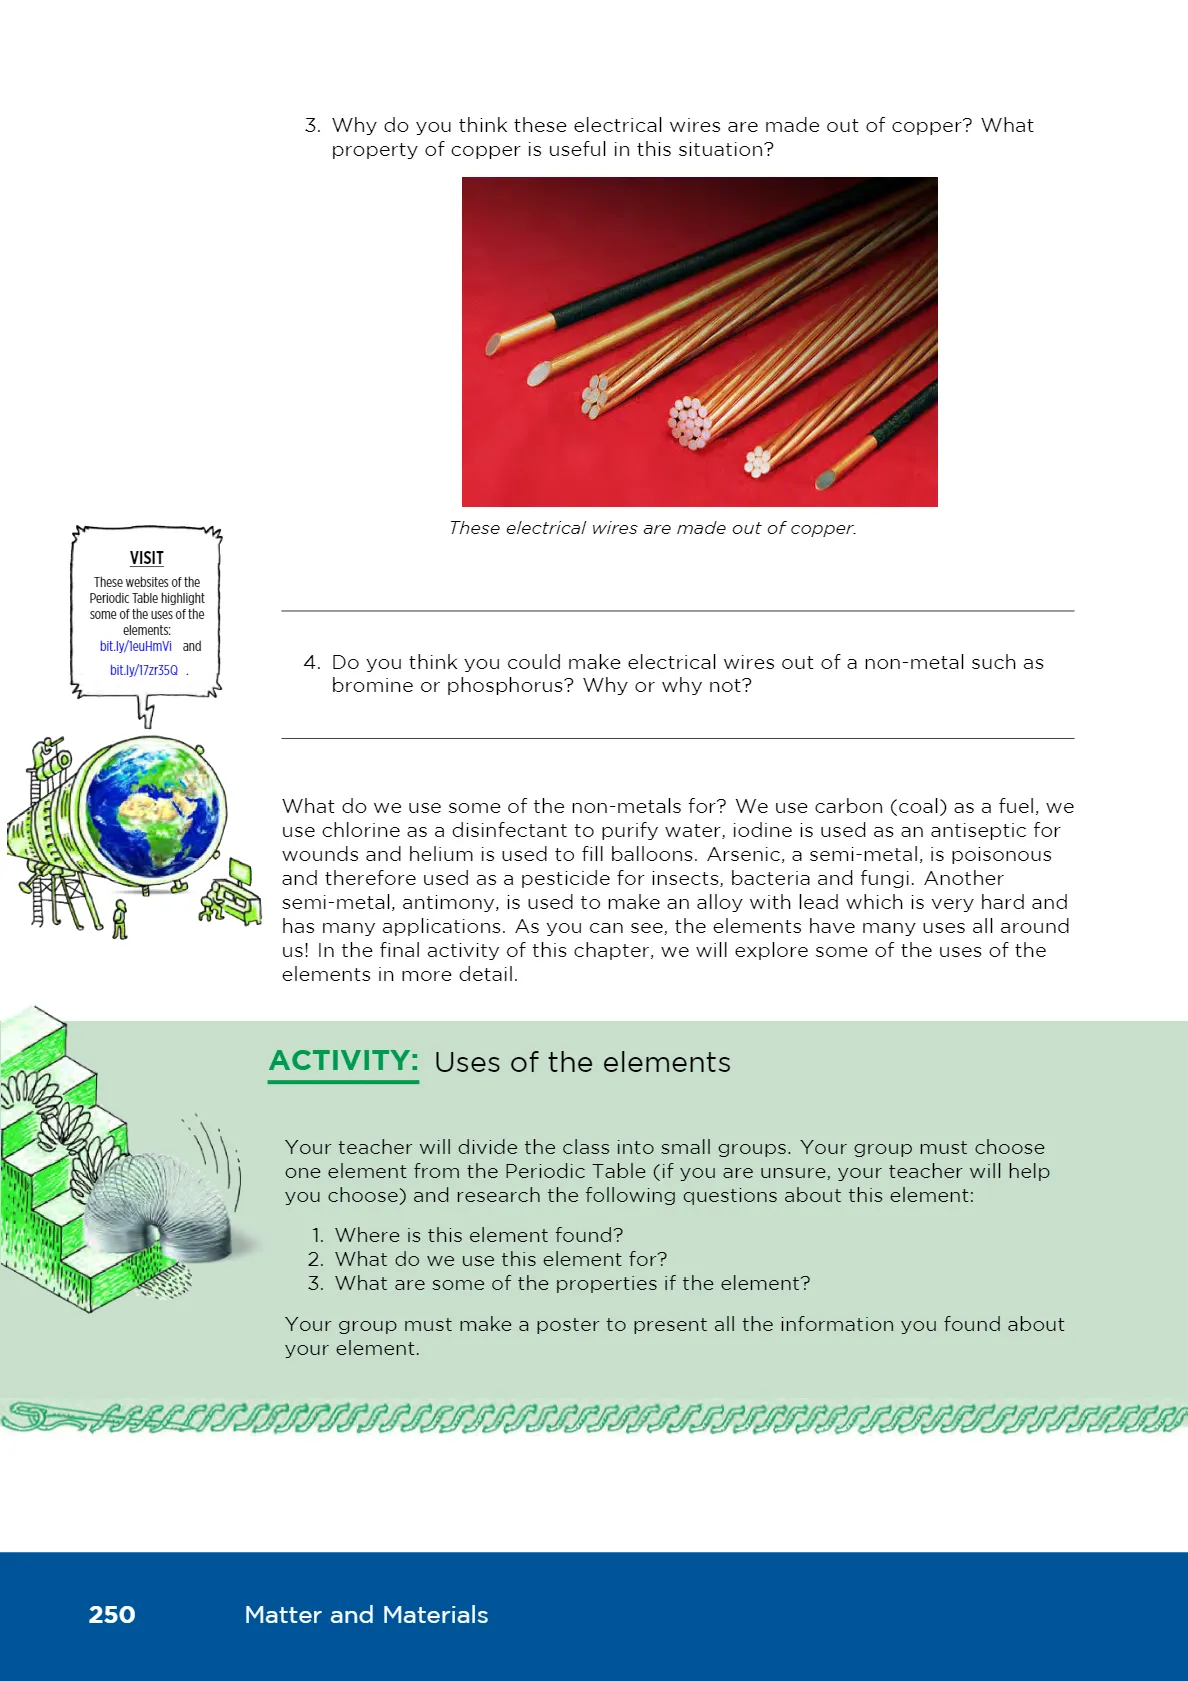 3. Why do you think these electrical wires are made out of copper? What
property of copper is useful in this situation?
These electrical wires are made out of copper.
VISIT
These websites of the
Periodic Table highlight
some of the uses of the
elements:
bit.ly/1euHmVi and
bit.ly/17zr35Q .
4. Do you think you could make electrical wires out of a non-metal such as
bromine or phosphorus? Why or why not?
What do we use some of the non-metals for? We use carbon (coal) as a fuel, we
use chlorine as a disinfectant to purify water, iodine is used as an antiseptic for
wounds and helium is used to fill balloons. Arsenic, a semi-metal, is poisonous
and therefore used as a pesticide for insects, bacteria and fungi. Another
semi-metal, antimony, is used to make an alloy with lead which is very hard and
has many applications. As you can see, the elements have many uses all around
us! In the final activity of this chapter, we will explore some of the uses of the
elements in more detail.
ACTIVITY: Uses of the elements
Your teacher will divide the class into small groups. Your group must choose
one element from the Periodic Table (if you are unsure, your teacher will help
you choose) and research the following questions about this element:
1. Where is this element found?
2. What do we use this element for?
3. What are some of the properties if the element?
Your group must make a poster to present all the information you found about
your element.
250 Matter and Materials